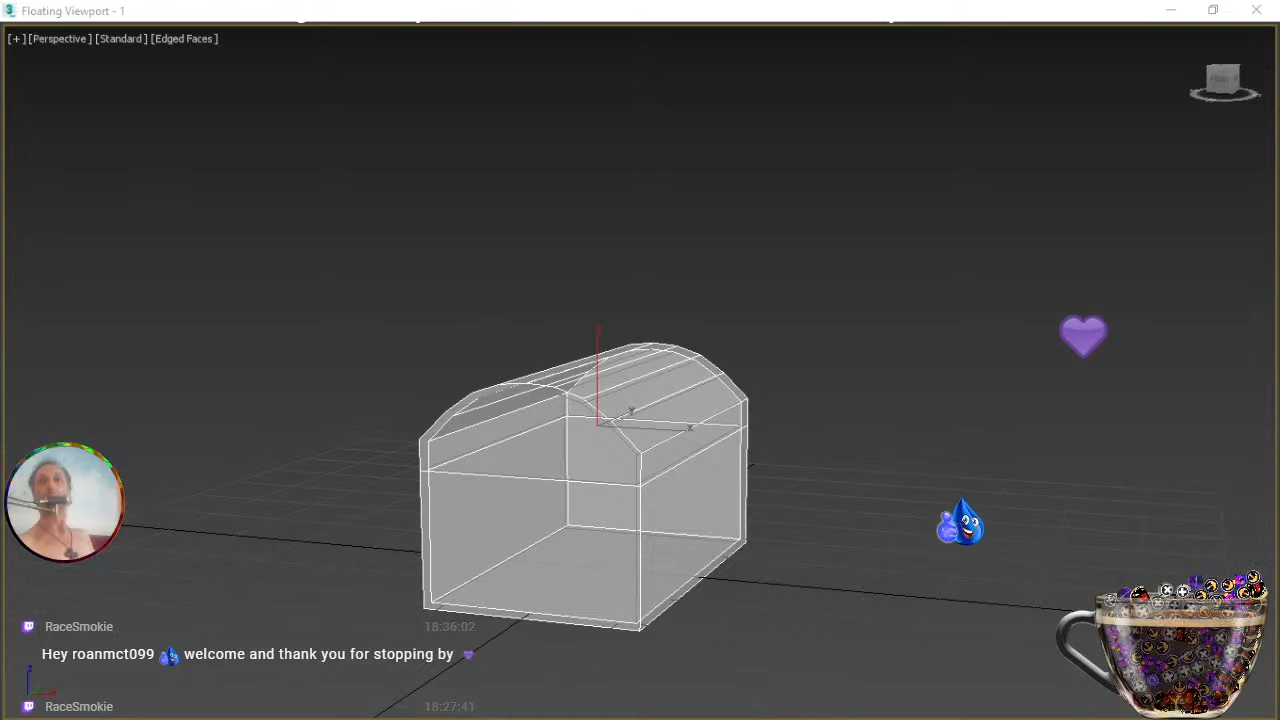 Floating Viewport - 1
[+] [Perspective] [Standard] [Edged Faces]
Y
X
RaceSmokie 18:36:02
Hey roanmct099 welcome and thank you for stopping by
Z
RaceSmokie 18:27:41